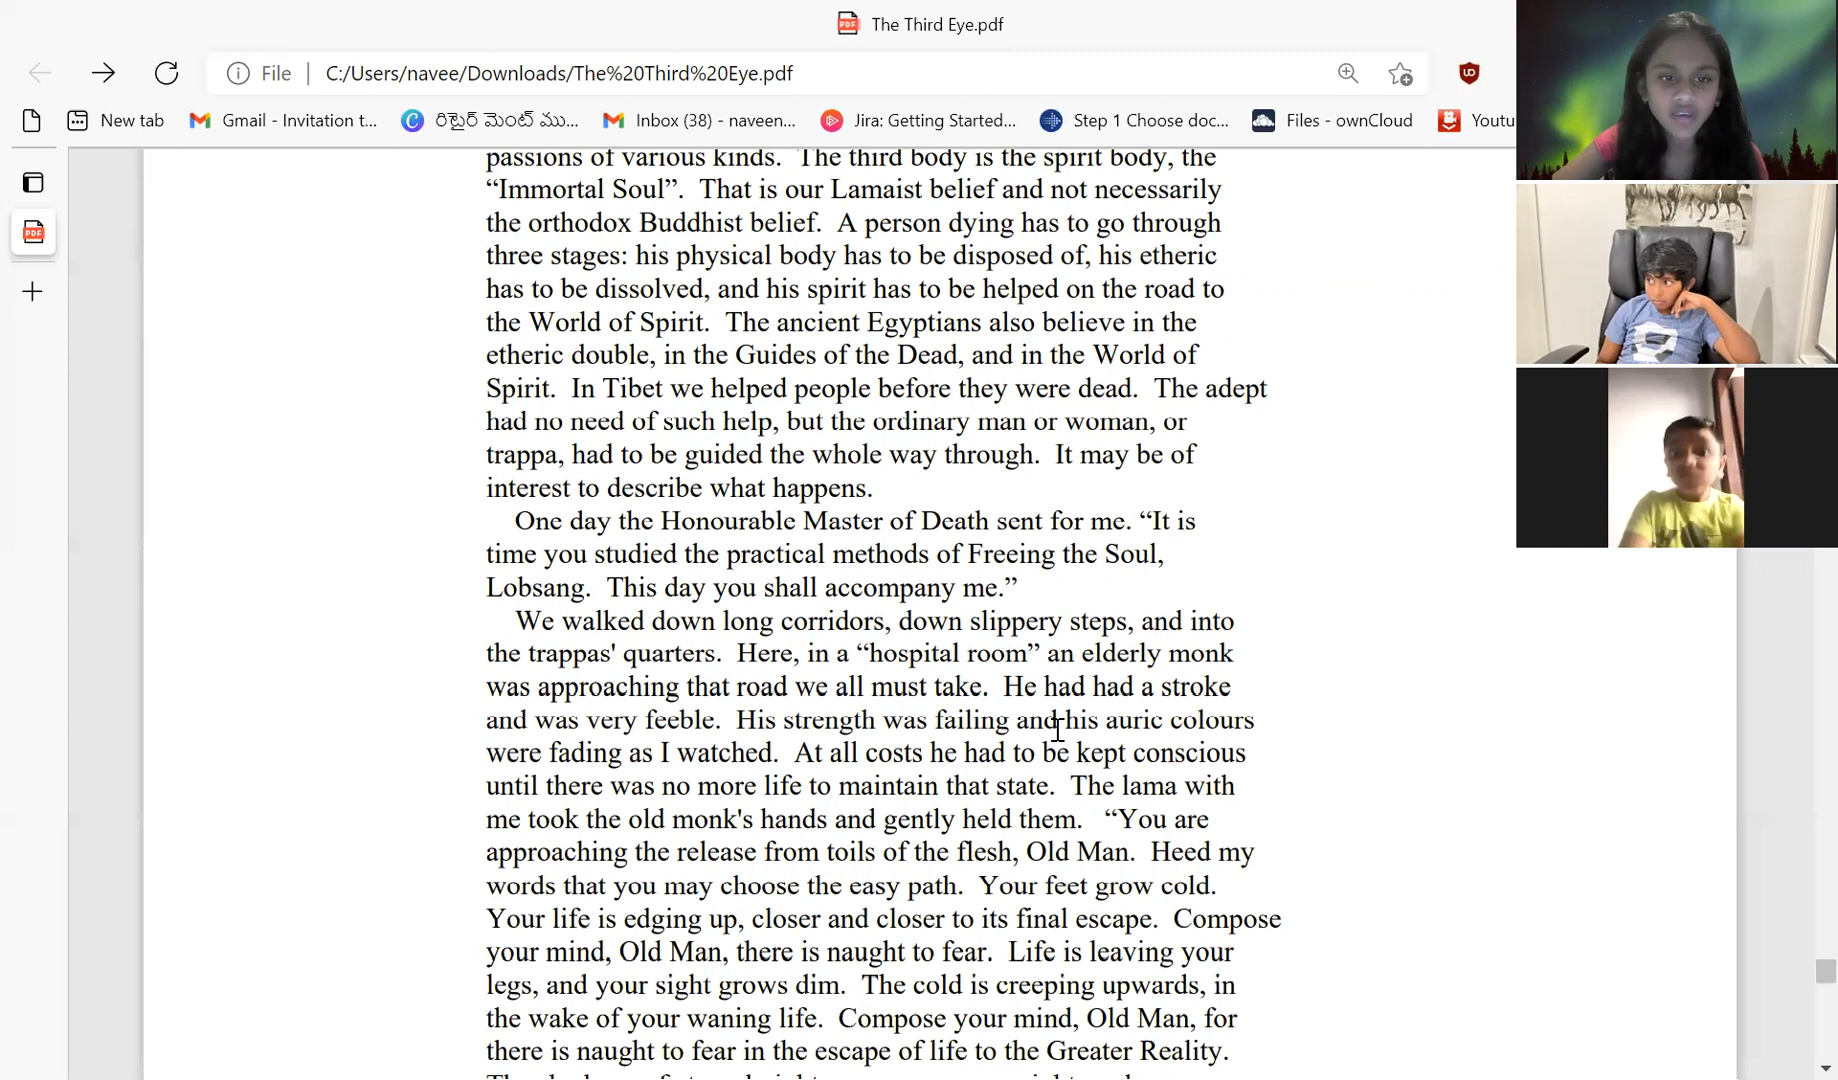 The Third Eye.pdf
File | C:/Users/navee/Downloads/The%20Third%20Eye.pdf
New tab Gmail - Invitation t... రిటైర్ మెంట్ ము... Inbox (38) - naveen... Jira: Getting Started... Step 1 Choose doc... Files - ownCloud Youtu
passions of various kinds. The third body is the spirit body, the
“Immortal Soul”. That is our Lamaist belief and not necessarily
the orthodox Buddhist belief. A person dying has to go through
three stages: his physical body has to be disposed of, his etheric
has to be dissolved, and his spirit has to be helped on the road to
the World of Spirit. The ancient Egyptians also believe in the
etheric double, in the Guides of the Dead, and in the World of
Spirit. In Tibet we helped people before they were dead. The adept
had no need of such help, but the ordinary man or woman, or
trappa, had to be guided the whole way through. It may be of
interest to describe what happens.
One day the Honourable Master of Death sent for me. “It is
time you studied the practical methods of Freeing the Soul,
Lobsang. This day you shall accompany me.”
We walked down long corridors, down slippery steps, and into
the trappas' quarters. Here, in a “hospital room” an elderly monk
was approaching that road we all must take. He had had a stroke
and was very feeble. His strength was failing and his auric colours
were fading as I watched. At all costs he had to be kept conscious
until there was no more life to maintain that state. The lama with
me took the old monk's hands and gently held them. “You are
approaching the release from toils of the flesh, Old Man. Heed my
words that you may choose the easy path. Your feet grow cold.
Your life is edging up, closer and closer to its final escape. Compose
your mind, Old Man, there is naught to fear. Life is leaving your
legs, and your sight grows dim. The cold is creeping upwards, in
the wake of your waning life. Compose your mind, Old Man, for
there is naught to fear in the escape of life to the Greater Reality.